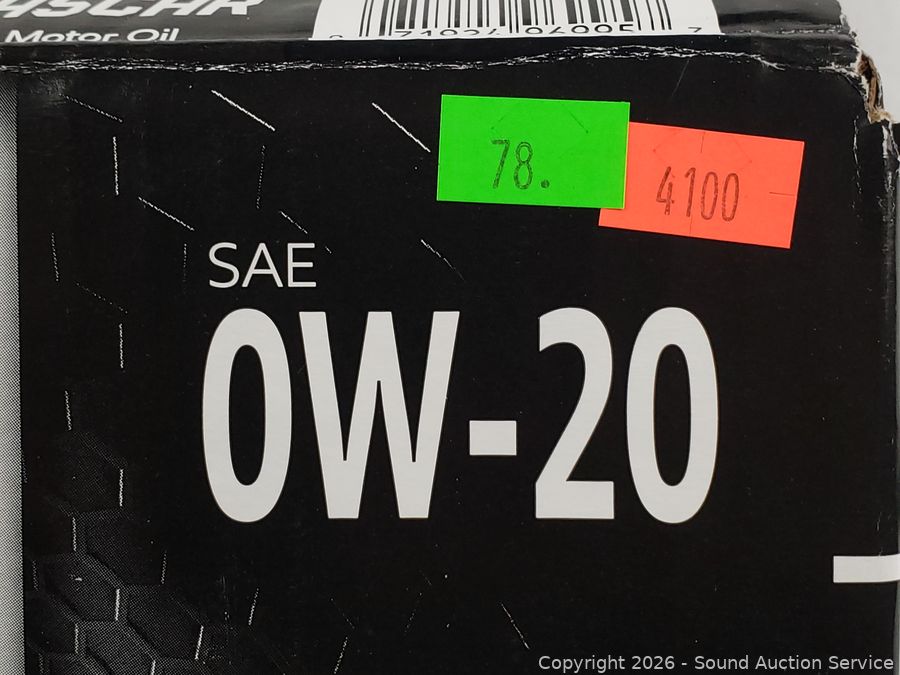 Motor Oil
78.
4100
SAE
0W-20
Copyright 2026 - Sound Auction Service